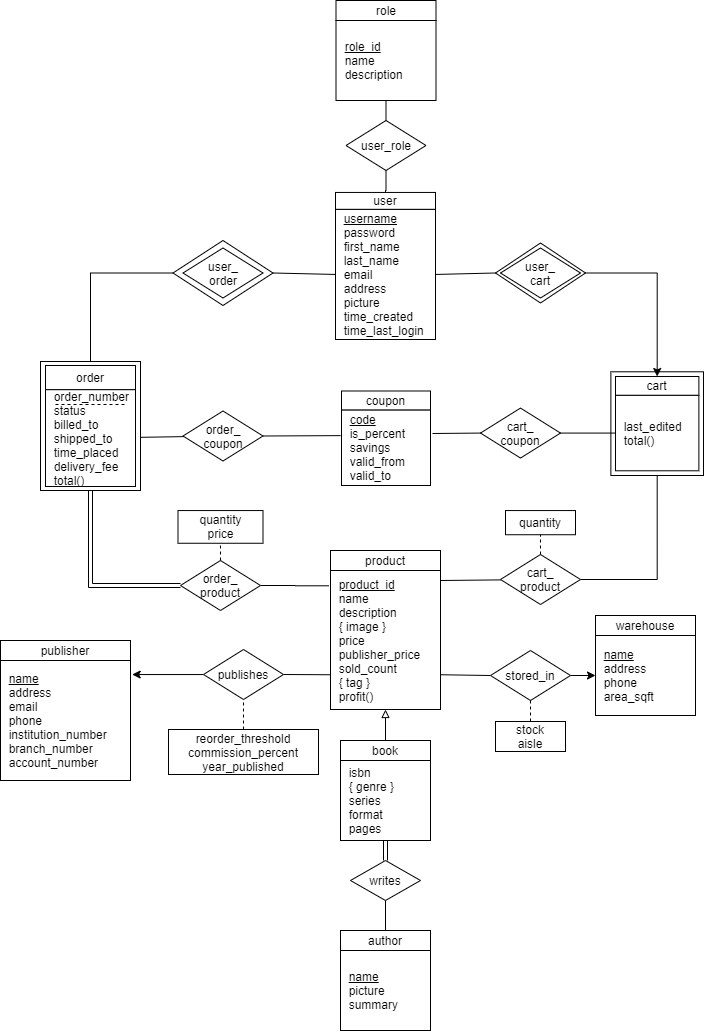 role
role_id
name
description
user_role
user
username
password
first_name
last_name
email
address
picture
time_created
time_last_login
user_
order
user_
cart
order
order_number
status
billed_to
shipped_to
time_placed
delivery_fee
total()
order_
coupon
coupon
code
is_percent
savings
valid_from
valid_to
cart_
coupon
cart
last_edited
total()
quantity
price
order_
product
product
product_id
name
description
{ image }
price
publisher_price
sold_count
{ tag }
profit()
quantity
cart_
product
publisher
name
address
email
phone
institution_number
branch_number
account_number
publishes
reorder_threshold
commission_percent
year_published
stored_in
stock
aisle
warehouse
name
address
phone
area_sqft
book
isbn
{ genre }
series
format
pages
writes
author
name
picture
summary